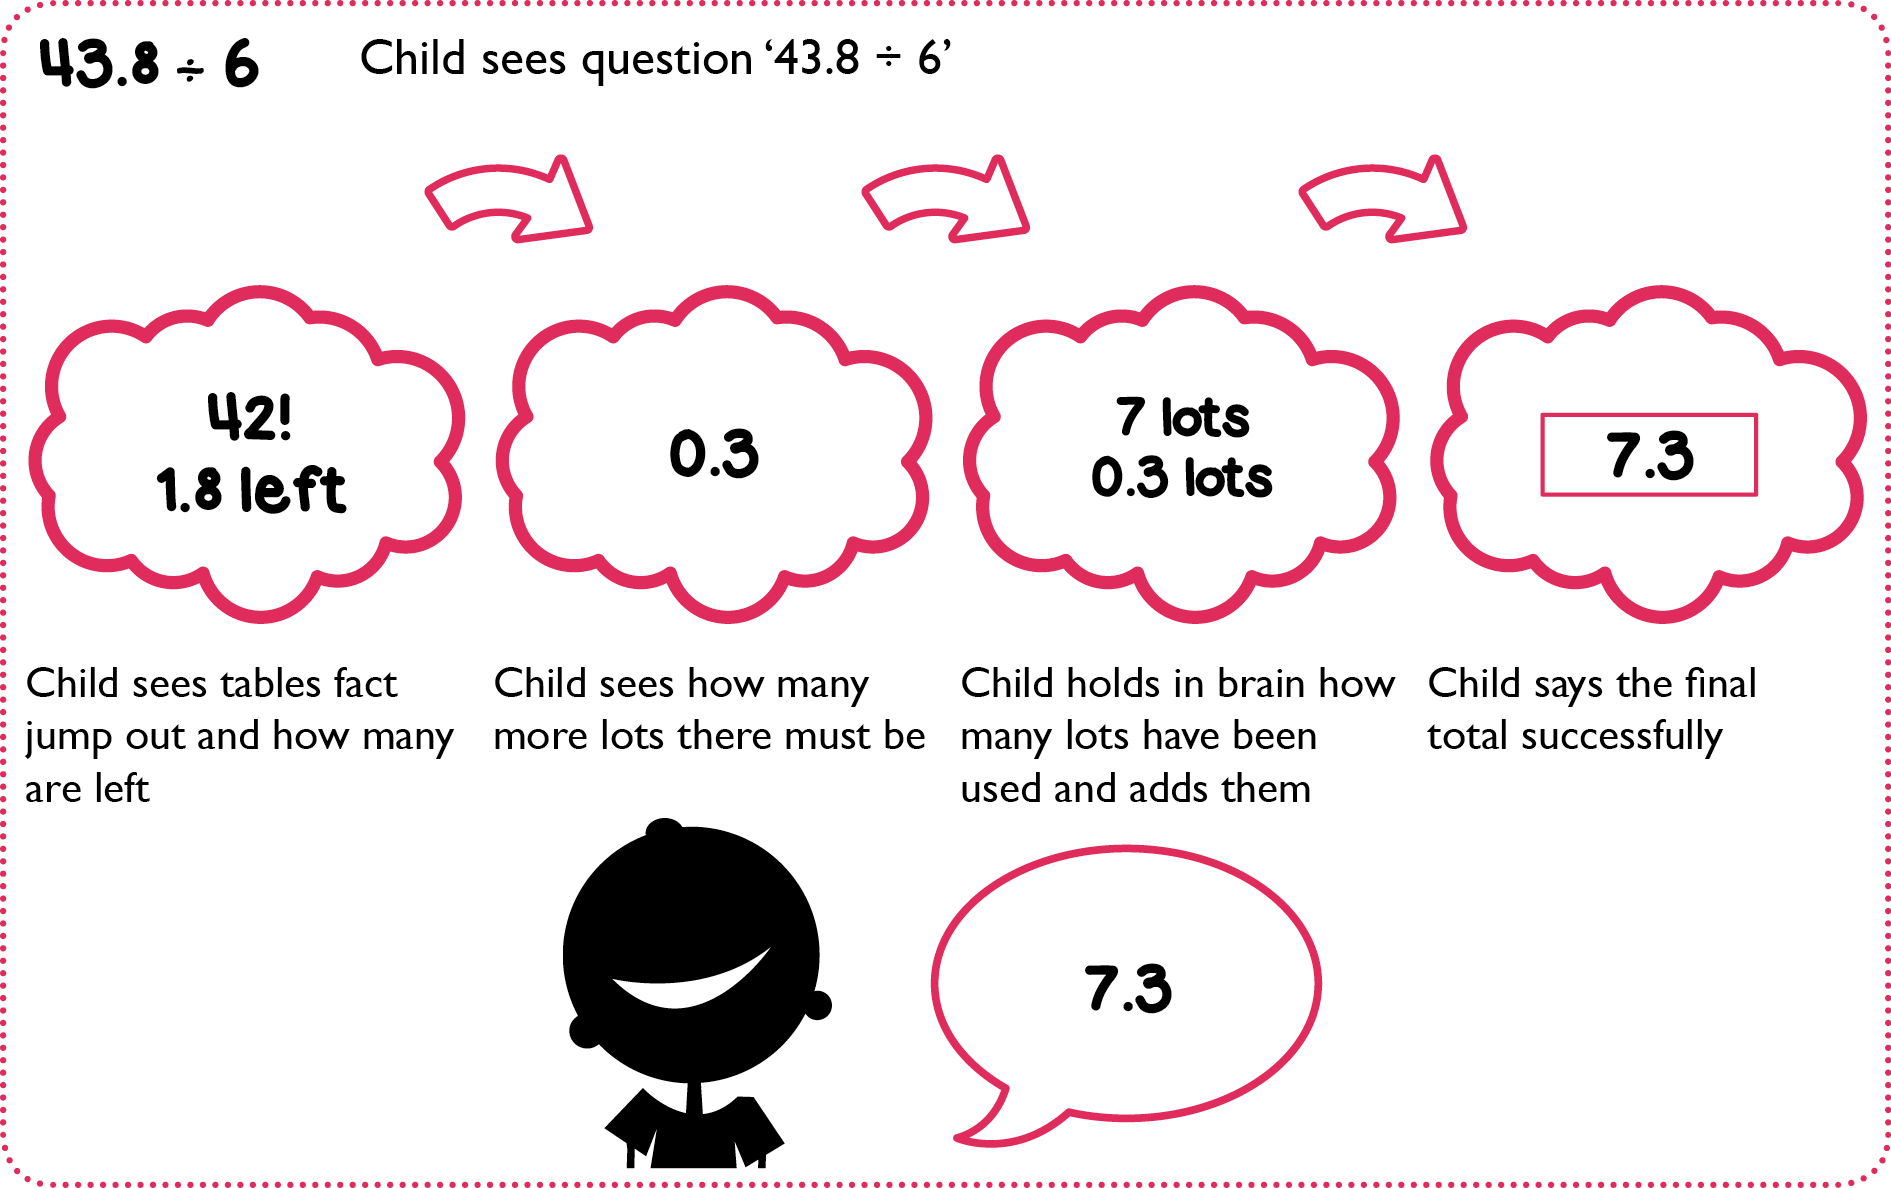 43.8 ÷ 6
Child sees question ‘43.8 ÷ 6’
42!
1.8 left
0.3
7 lots
0.3 lots
7.3
Child sees tables fact
jump out and how many
are left
Child sees how many
more lots there must be
Child holds in brain how
many lots have been
used and adds them
Child says the final
total successfully
7.3